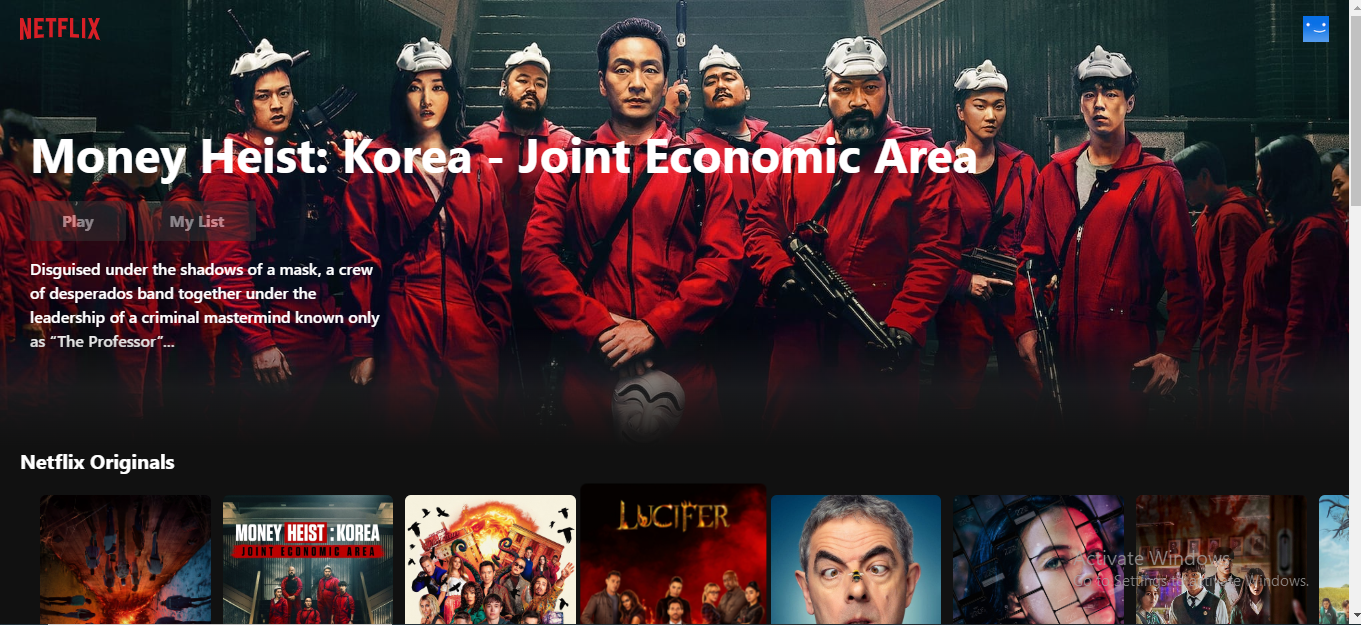 NETFLIX
Money Heist: Korea - Joint Economic Area
Play
My List
Disguised under the shadows of a mask, a crew
of desperados band together under the
leadership of a criminal mastermind known only
as “The Professor”...
Netflix Originals
MONEY HEIST : KOREA
JOINT ECONOMIC AREA
LUCIFER
Activate Windows
Go to Settings to activate Windows.